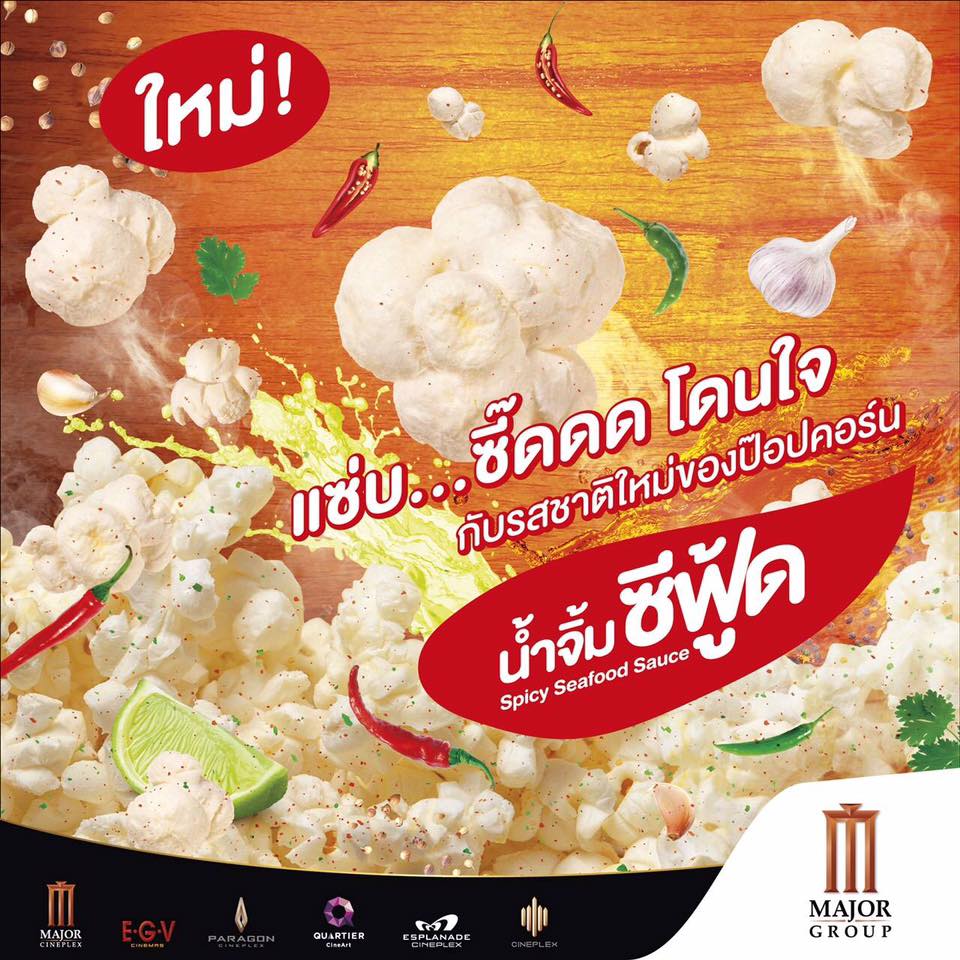 ใหม่!
แซ่บ...ซี๊ดดด โดนใจ
กับรสชาติใหม่ของป๊อปคอร์น
น้ำจิ้ม ซีฟู้ด
Spicy Seafood Sauce
MAJOR
CINEPLEX
E·G·V
CINEMAS
PARAGON
CINEPLEX
QUARTIER
CineArt
ESPLANADE
CINEPLEX
CINEPLEX
MAJOR
GROUP